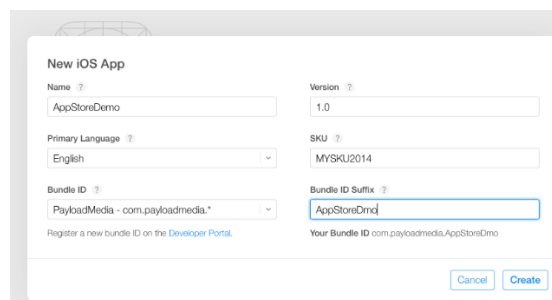 New iOS App
Name ? Version ?
AppStoreDemo 1.0
Primary Language ? SKU ?
English MYSKU2014
Bundle ID ? Bundle ID Suffix ?
PayloadMedia - com.payloadmedia.* AppStoreDmo
Register a new bundle ID on the Developer Portal. Your Bundle ID com.payloadmedia.AppStoreDmo
Cancel Create